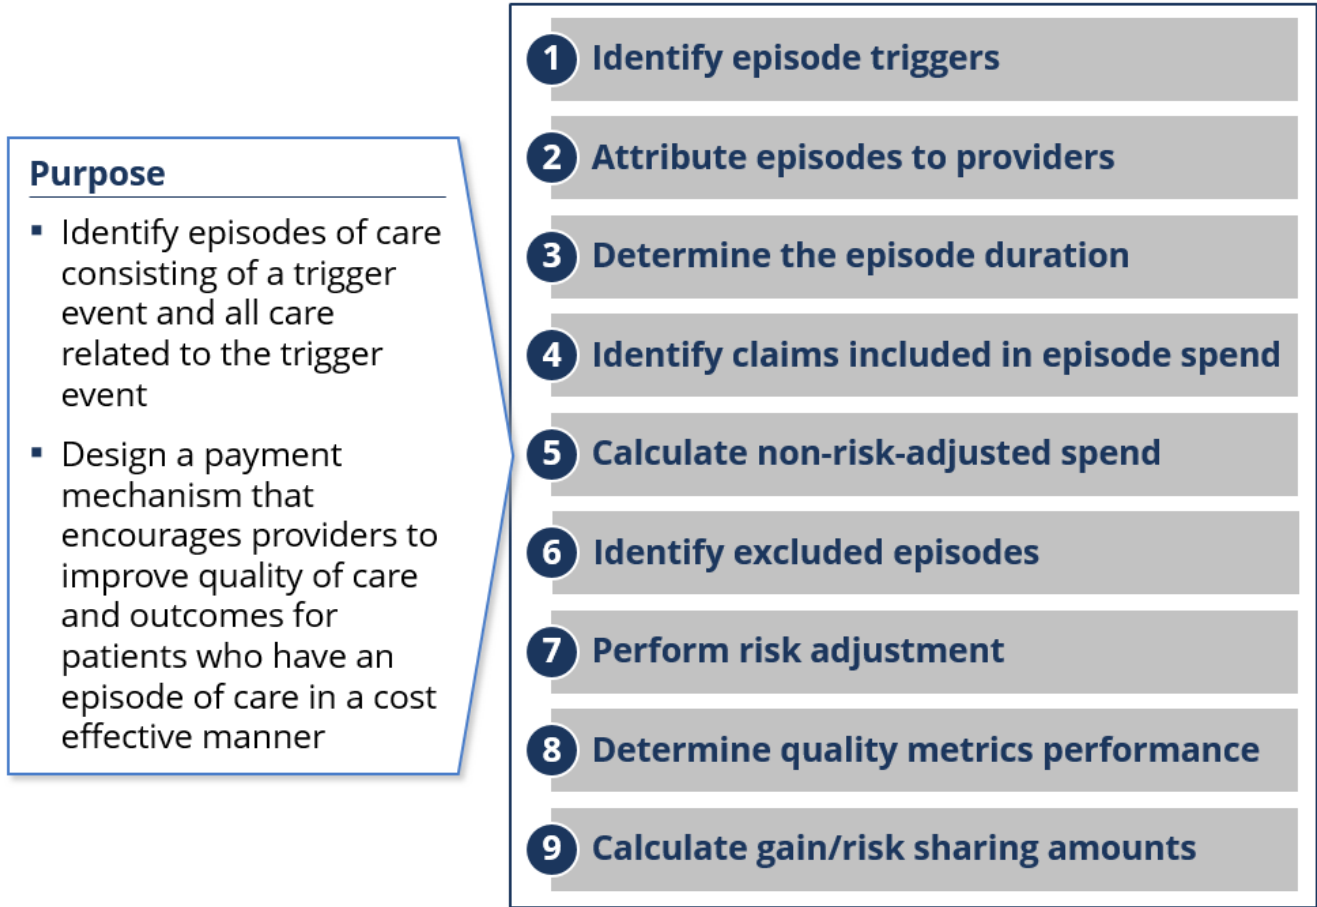 Purpose
▪ Identify episodes of care
consisting of a trigger
event and all care
related to the trigger
event
▪ Design a payment
mechanism that
encourages providers to
improve quality of care
and outcomes for
patients who have an
episode of care in a cost
effective manner
1 Identify episode triggers
2 Attribute episodes to providers
3 Determine the episode duration
4 Identify claims included in episode spend
5 Calculate non-risk-adjusted spend
6 Identify excluded episodes
7 Perform risk adjustment
8 Determine quality metrics performance
9 Calculate gain/risk sharing amounts